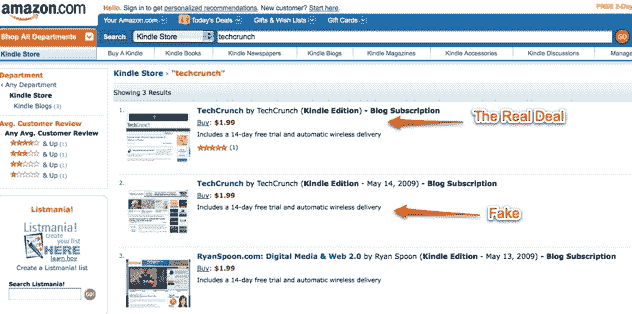 amazon.com
Hello. Sign in to get personalized recommendations. New customer? Start here.
FREE 2-Day
Your Amazon.com
Today's Deals
Gifts & Wish Lists
Gift Cards
Shop All Departments
Search
Kindle Store
techcrunch
GO!
Kindle Store
Buy A Kindle
Kindle Books
Kindle Newspapers
Kindle Blogs
Kindle Magazines
Kindle Accessories
Kindle Discussions
Manage
Department
‹ Any Department
Kindle Store
Kindle Blogs (3)
Avg. Customer Review
Any Avg. Customer Review
& Up (1)
& Up (1)
& Up (1)
& Up (1)
Listmania!
Listmania!
create your list
HERE
learn how
Create a Listmania! list
Search Listmania!
GO!
Kindle Store › "techcrunch"
Showing 3 Results
1.
TechCrunch by TechCrunch (Kindle Edition) - Blog Subscription
Buy: $1.99
Includes a 14-day free trial and automatic wireless delivery
(1)
The Real Deal
2.
TechCrunch by TechCrunch (Kindle Edition - May 14, 2009) - Blog Subscription
Buy: $1.99
Includes a 14-day free trial and automatic wireless delivery
Fake
3.
RyanSpoon.com: Digital Media & Web 2.0 by Ryan Spoon (Kindle Edition - May 13, 2009) - Blog Subscription
Buy: $1.99
Includes a 14-day free trial and automatic wireless delivery